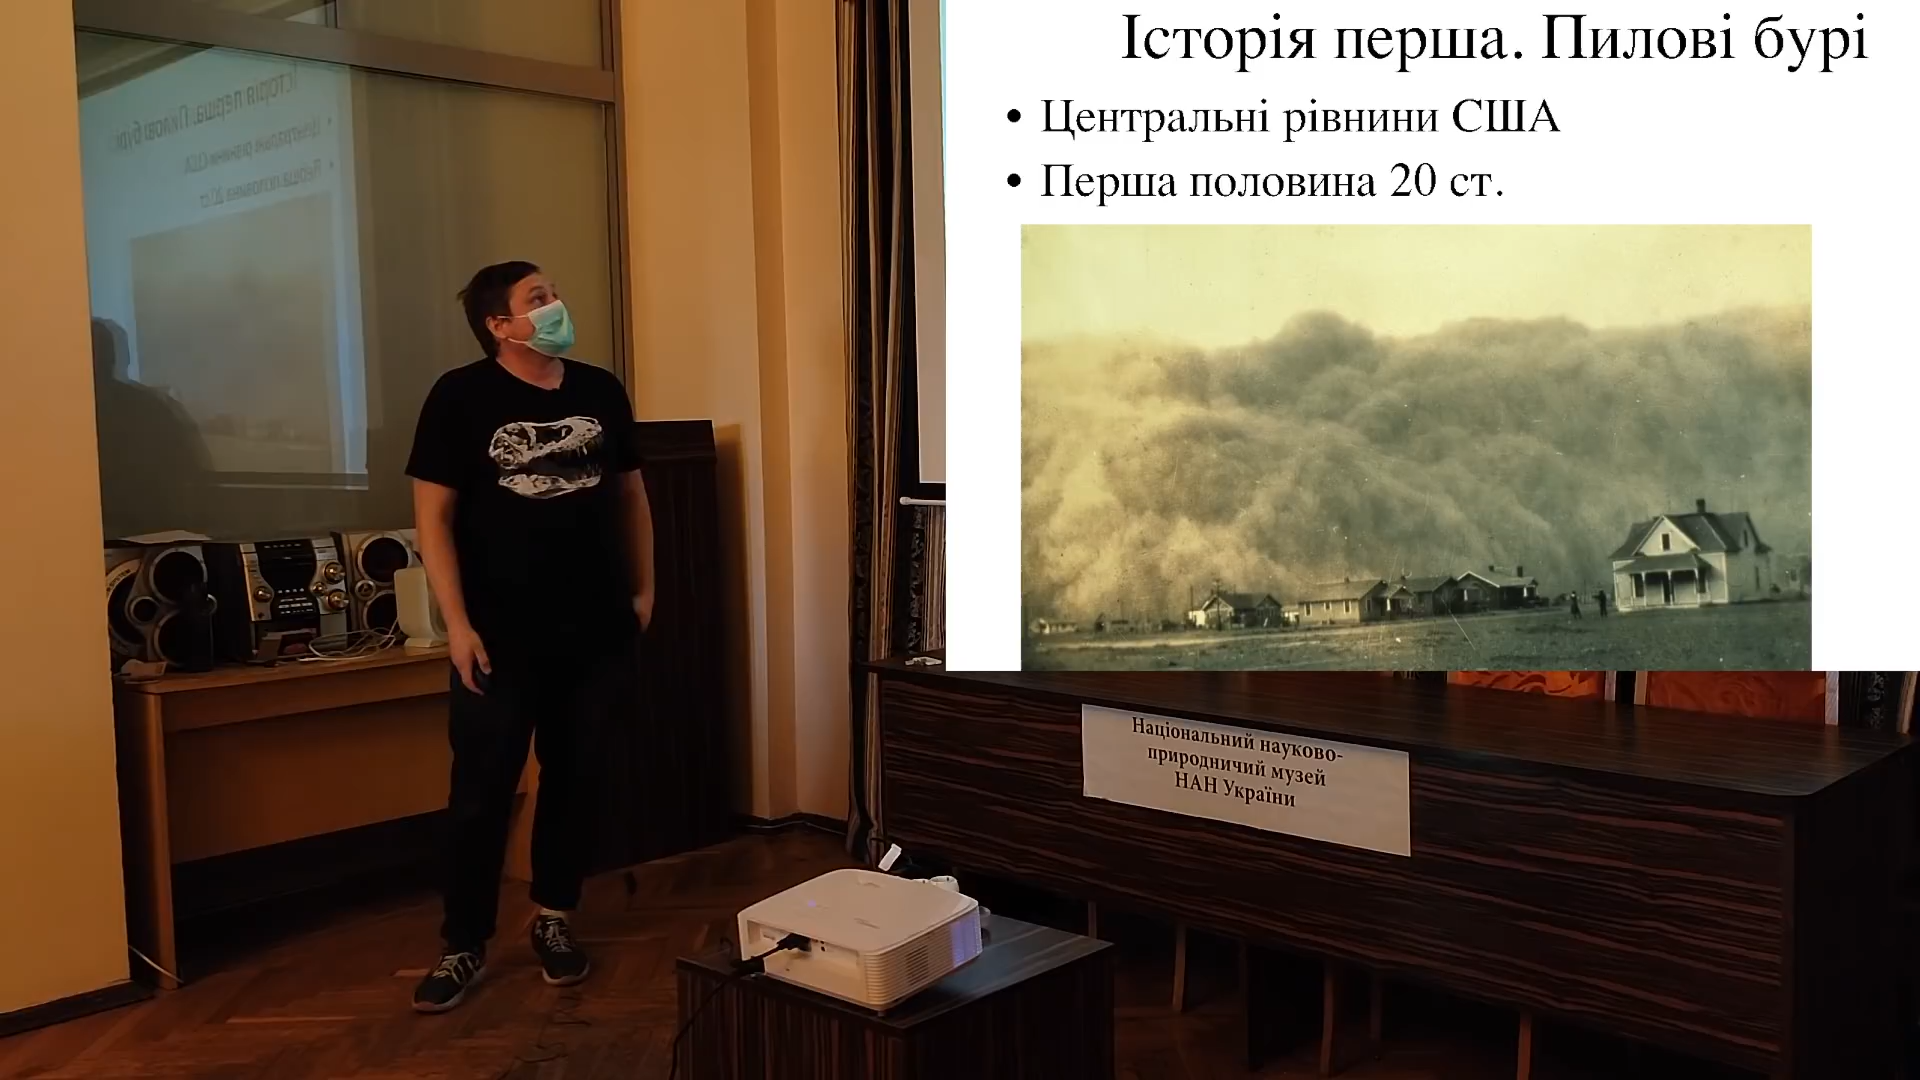 Історія перша. Пилові бурі
• Центральні рівнини США
• Перша половина 20 ст.
Національний науково-
природничий музей
НАН України